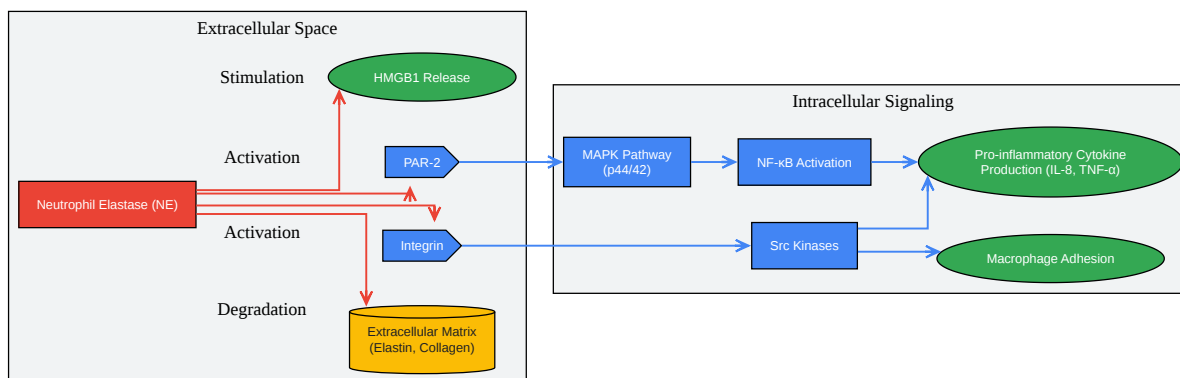 Extracellular Space
Stimulation
HMGB1 Release
Activation
PAR-2
Neutrophil Elastase (NE)
Activation
Integrin
Degradation
Extracellular Matrix
(Elastin, Collagen)
Intracellular Signaling
MAPK Pathway
(p44/42)
NF-κB Activation
Pro-inflammatory Cytokine
Production (IL-8, TNF-α)
Src Kinases
Macrophage Adhesion